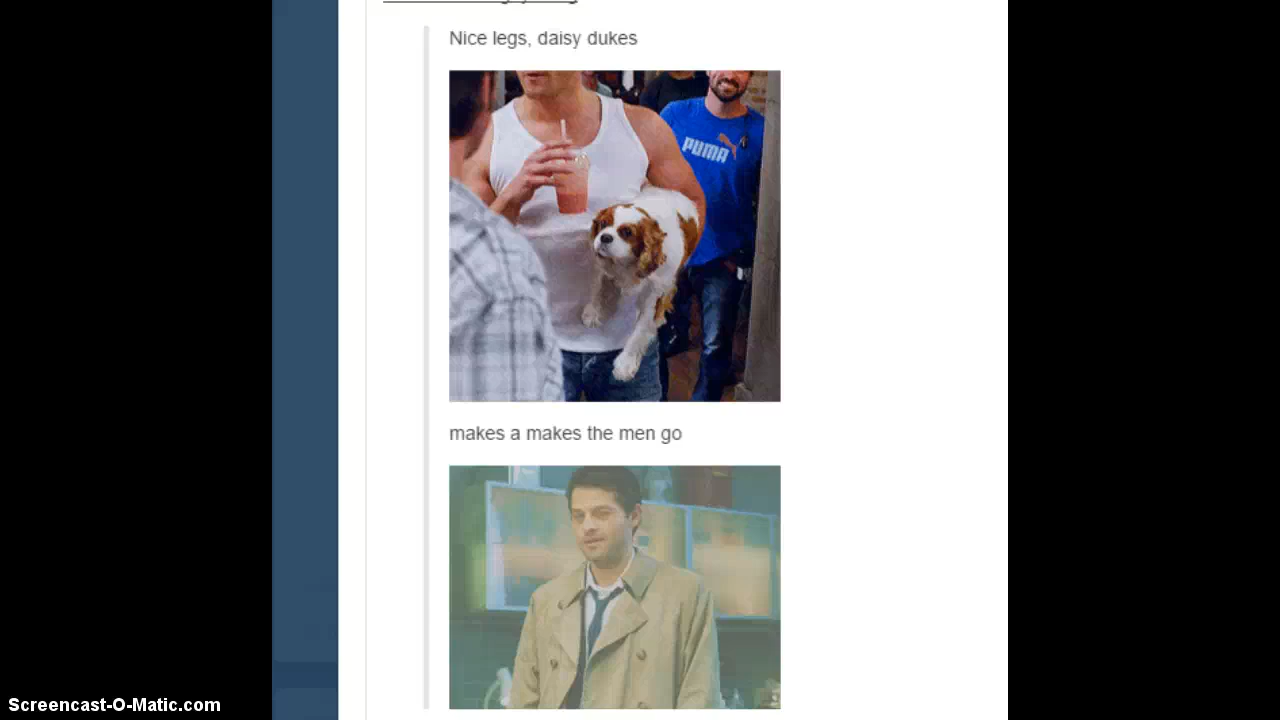 Nice legs, daisy dukes
PUMA
makes a makes the men go
Screencast-O-Matic.com